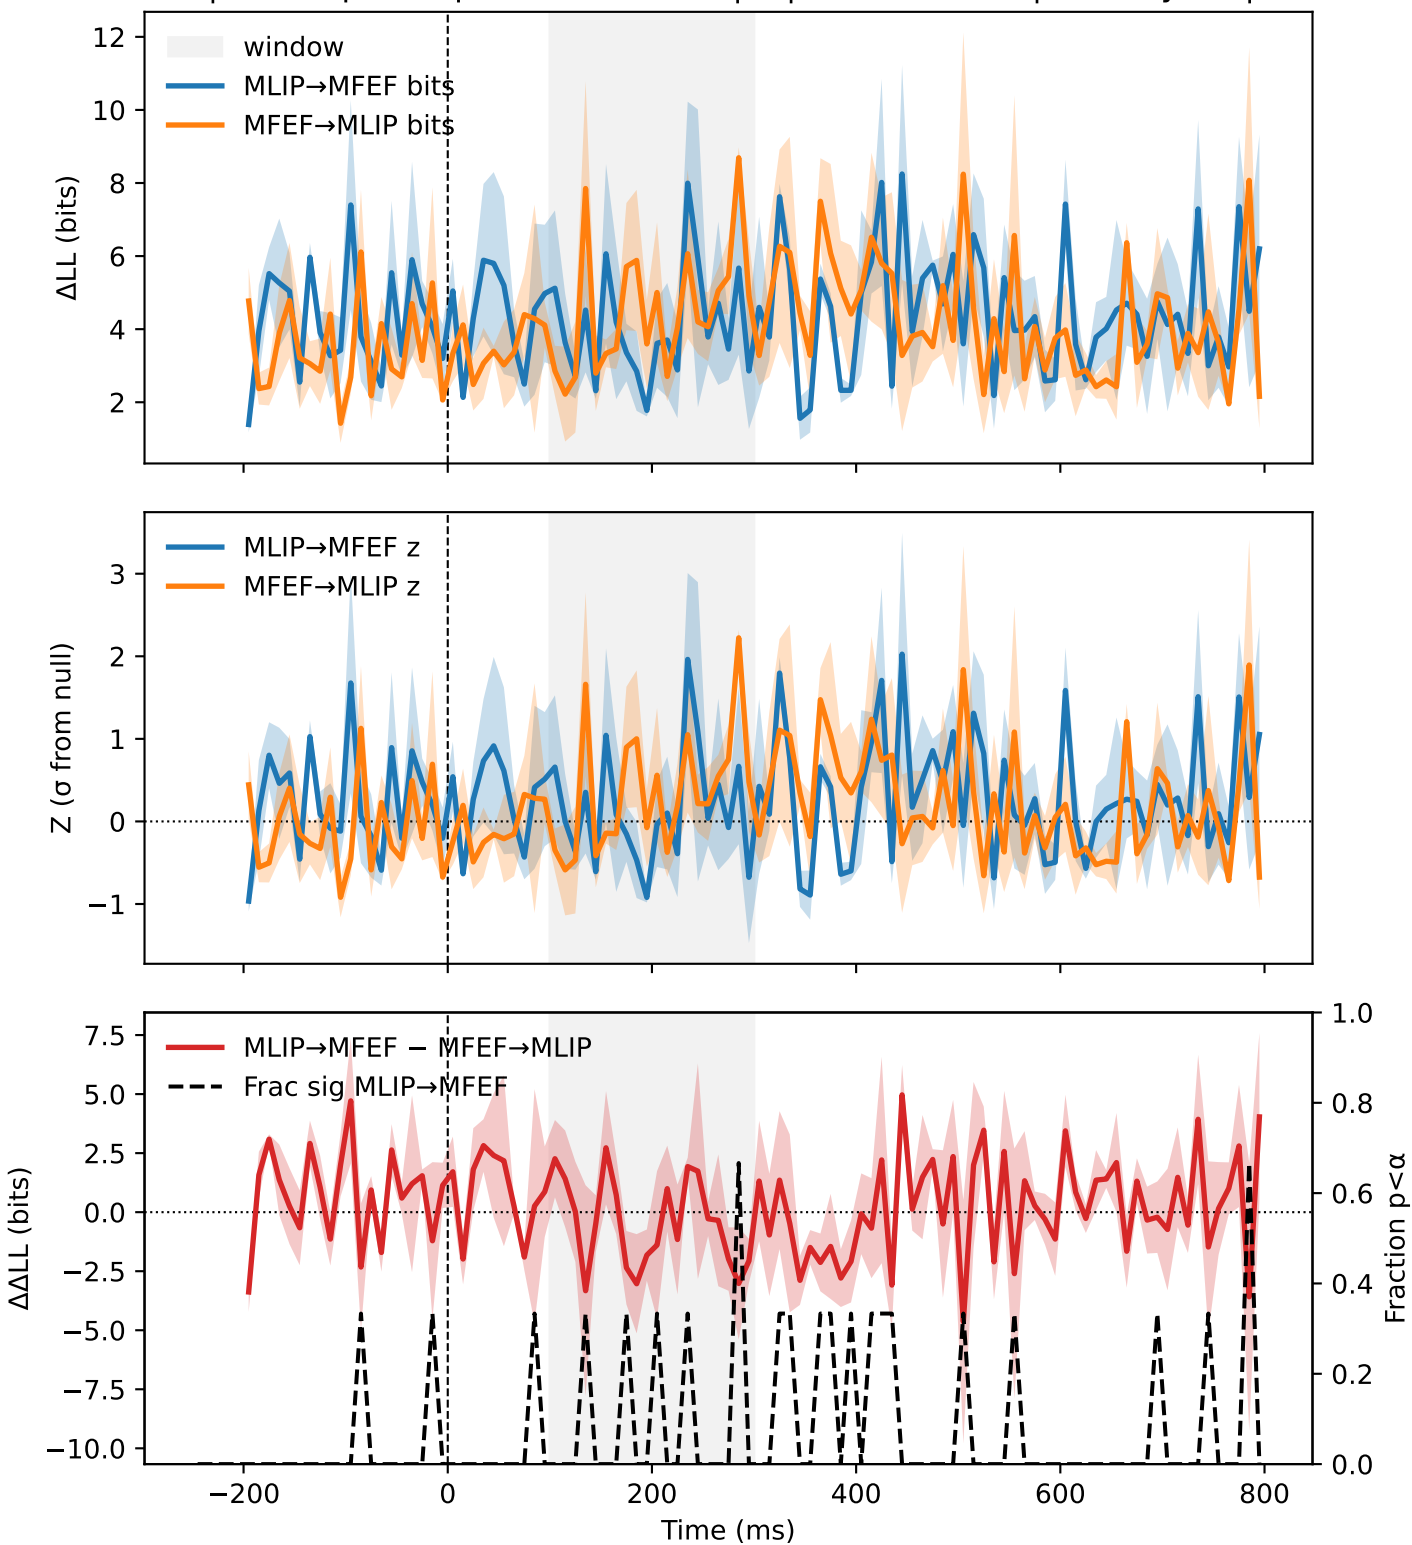 12
10
8
6
4
2
ΔLL (bits)
window
MLIP→MFEF bits
MFEF→MLIP bits
3
2
1
0
−1
Z (σ from null)
MLIP→MFEF z
MFEF→MLIP z
7.5
5.0
2.5
0.0
−2.5
−5.0
−7.5
−10.0
ΔΔLL (bits)
MLIP→MFEF − MFEF→MLIP
Frac sig MLIP→MFEF
1.0
0.8
0.6
0.4
0.2
0.0
Fraction p<α
−200 0 200 400 600 800
Time (ms)